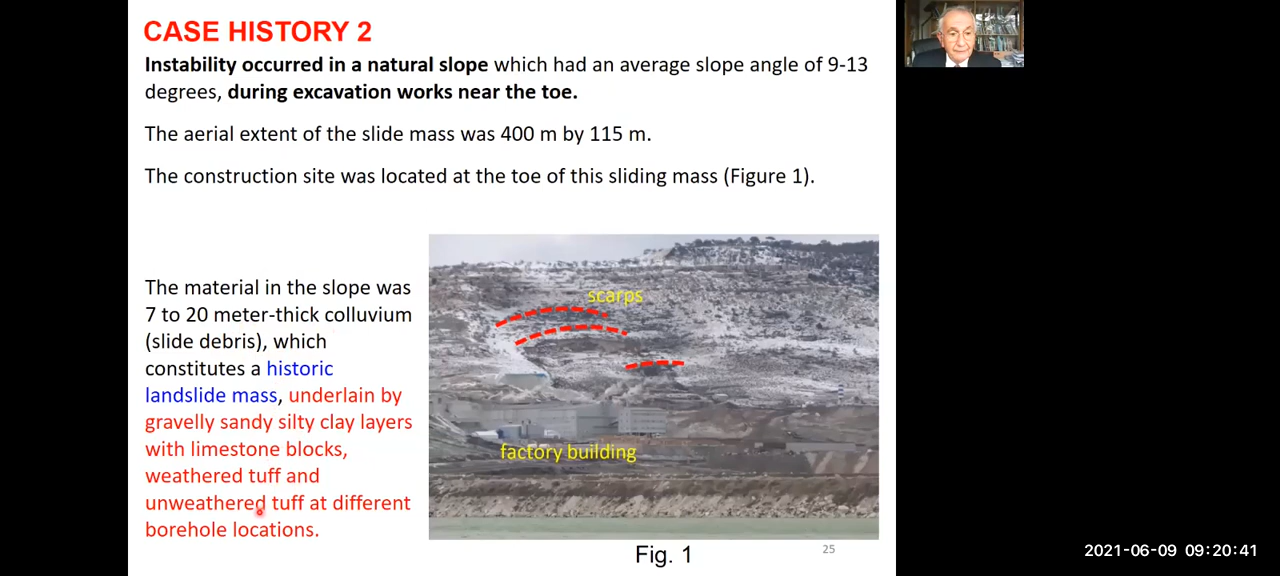 CASE HISTORY 2
Instability occurred in a natural slope which had an average slope angle of 9-13
degrees, during excavation works near the toe.
The aerial extent of the slide mass was 400 m by 115 m.
The construction site was located at the toe of this sliding mass (Figure 1).
The material in the slope was
7 to 20 meter-thick colluvium
(slide debris), which
constitutes a historic
landslide mass, underlain by
gravelly sandy silty clay layers
with limestone blocks,
weathered tuff and
unweathered tuff at different
borehole locations.
scarps
factory building
Fig. 1
25
2021-06-09 09:20:41